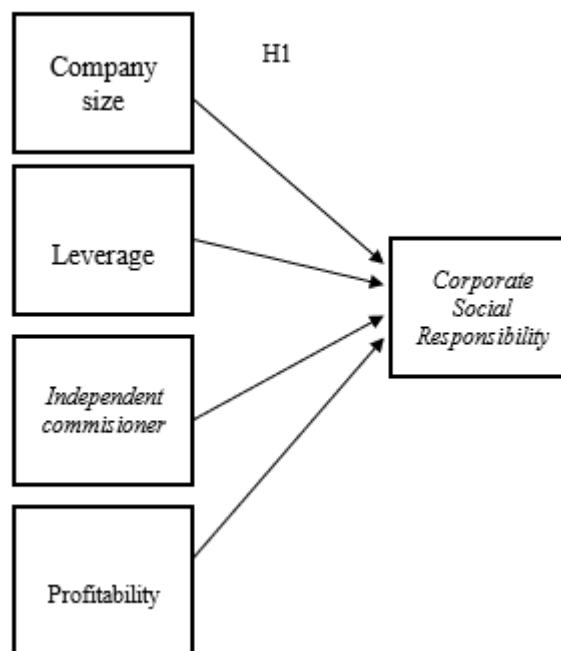 Company
size
H1
Leverage
Corporate
Social
Responsibility
Independent
commisioner
Profitability